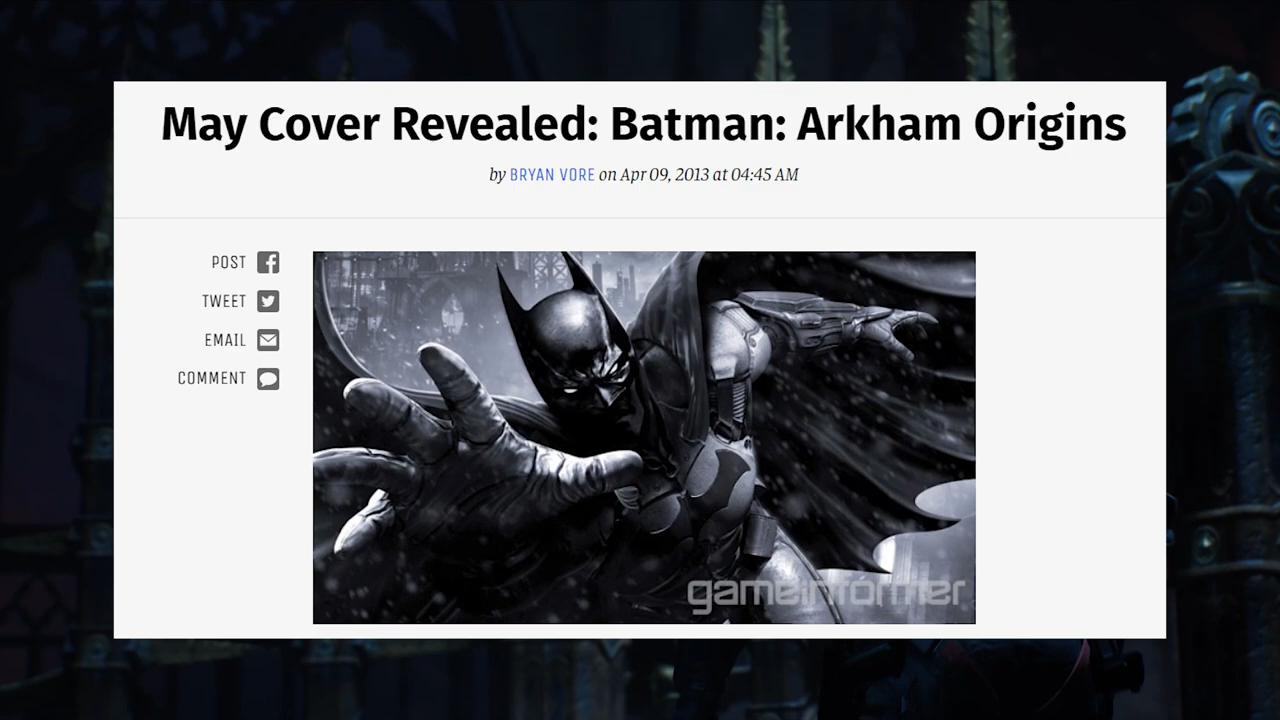 May Cover Revealed: Batman: Arkham Origins
by BRYAN VORE on Apr 09, 2013 at 04:45 AM
POST
TWEET
EMAIL
COMMENT
gameinformer